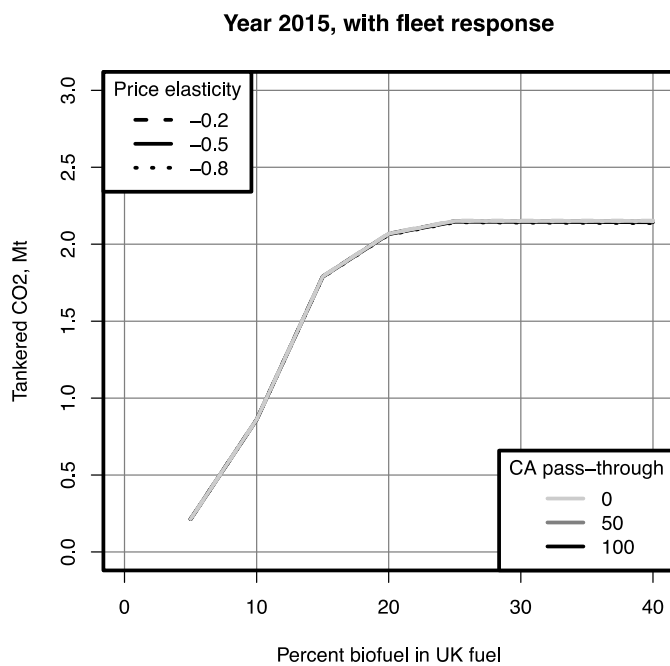 Year 2015, with fleet response
Price elasticity
−0.2
−0.5
−0.8
Tankered CO2, Mt
3.0
2.5
2.0
1.5
1.0
0.5
0.0
CA pass−through
0
50
100
0 10 20 30 40
Percent biofuel in UK fuel